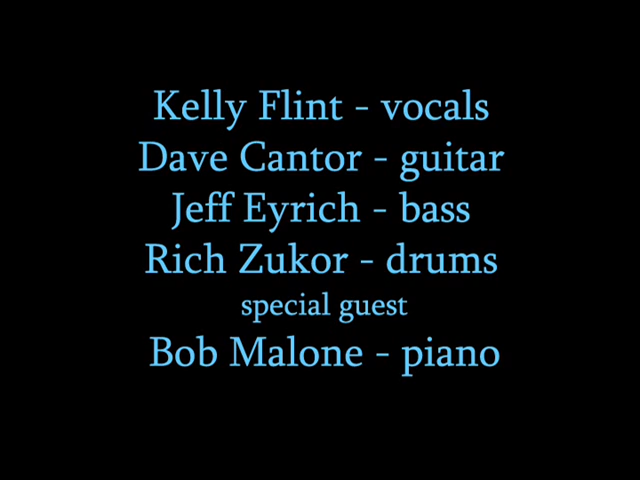 Kelly Flint - vocals
Dave Cantor - guitar
Jeff Eyrich - bass
Rich Zukor - drums
special guest
Bob Malone - piano